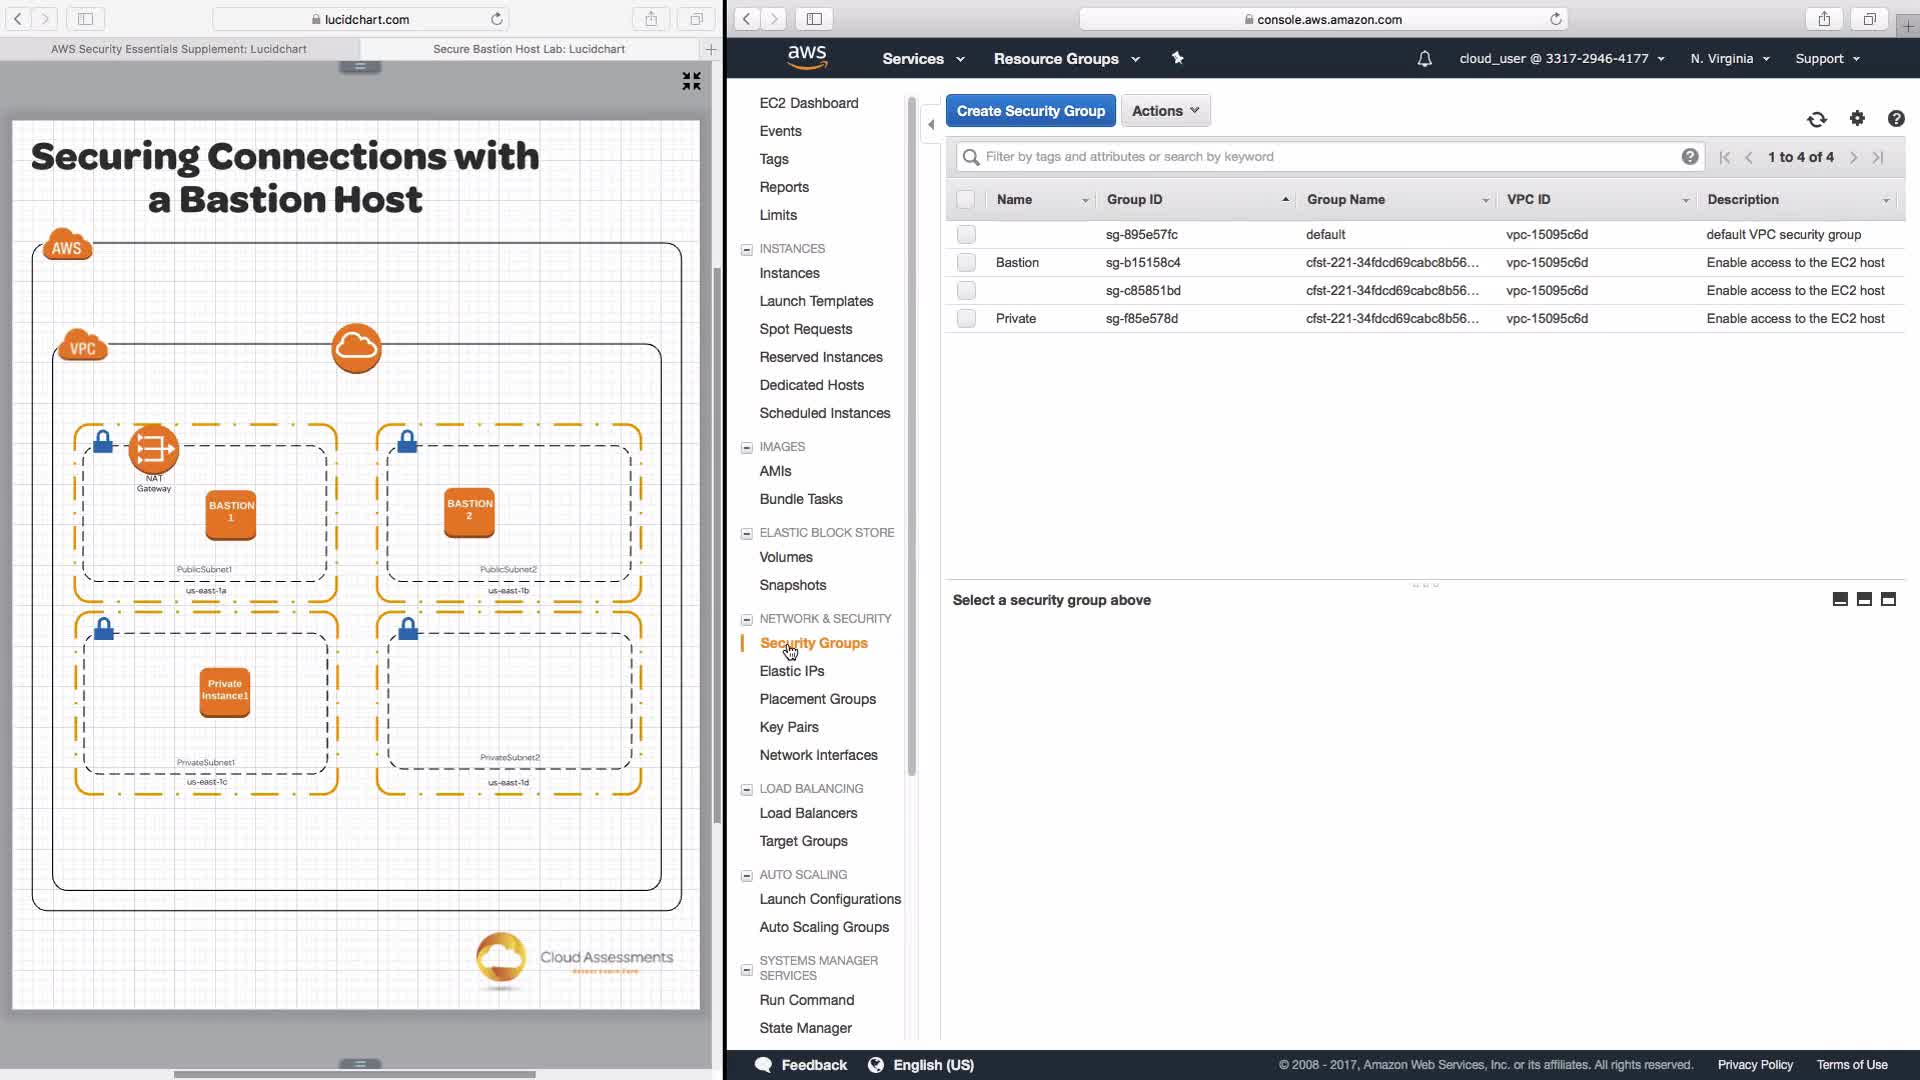 lucidchart.com
AWS Security Essentials Supplement: Lucidchart
Secure Bastion Host Lab: Lucidchart
Securing Connections with
a Bastion Host
AWS
VPC
NAT
Gateway
BASTION
1
PublicSubnet1
us-east-1a
BASTION
2
PublicSubnet2
us-east-1b
Private
Instance1
PrivateSubnet1
us-east-1c
PrivateSubnet2
us-east-1d
Cloud Assessments
console.aws.amazon.com
aws
Services
Resource Groups
cloud_user @ 3317-2946-4177
N. Virginia
Support
EC2 Dashboard
Events
Tags
Reports
Limits
INSTANCES
Instances
Launch Templates
Spot Requests
Reserved Instances
Dedicated Hosts
Scheduled Instances
IMAGES
AMIs
Bundle Tasks
ELASTIC BLOCK STORE
Volumes
Snapshots
NETWORK & SECURITY
Security Groups
Elastic IPs
Placement Groups
Key Pairs
Network Interfaces
LOAD BALANCING
Load Balancers
Target Groups
AUTO SCALING
Launch Configurations
Auto Scaling Groups
SYSTEMS MANAGER
SERVICES
Run Command
State Manager
Create Security Group
Actions
Filter by tags and attributes or search by keyword
1 to 4 of 4
Name Group ID Group Name VPC ID Description
sg-895e57fc default vpc-15095c6d default VPC security group
Bastion sg-b15158c4 cfst-221-34fdcd69cabc8b56... vpc-15095c6d Enable access to the EC2 host
sg-c85851bd cfst-221-34fdcd69cabc8b56... vpc-15095c6d Enable access to the EC2 host
Private sg-f85e578d cfst-221-34fdcd69cabc8b56... vpc-15095c6d Enable access to the EC2 host
Select a security group above
Feedback
English (US)
© 2008 - 2017, Amazon Web Services, Inc. or its affiliates. All rights reserved.
Privacy Policy
Terms of Use